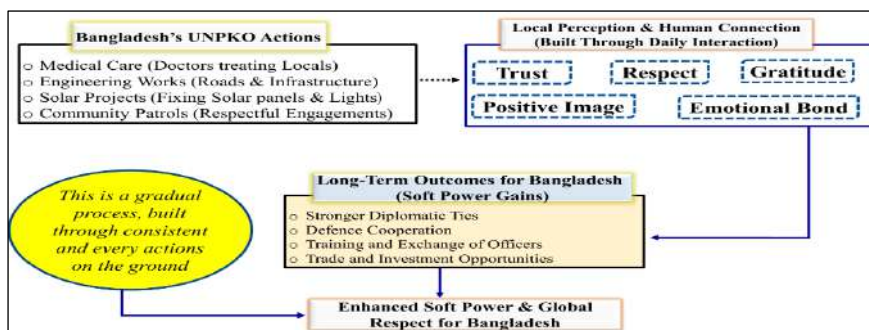 Bangladesh's UNPKO Actions
o Medical Care (Doctors treating Locals)
o Engineering Works (Roads & Infrastructure)
o Solar Projects (Fixing Solar panels & Lights)
o Community Patrols (Respectful Engagements)
Local Perception & Human Connection
(Built Through Daily Interaction)
Trust
Respect
Gratitude
Positive Image
Emotional Bond
This is a gradual
process, built
through consistent
and every actions
on the ground
Long-Term Outcomes for Bangladesh
(Soft Power Gains)
o Stronger Diplomatic Ties
o Defence Cooperation
o Training and Exchange of Officers
o Trade and Investment Opportunities
Enhanced Soft Power & Global
Respect for Bangladesh